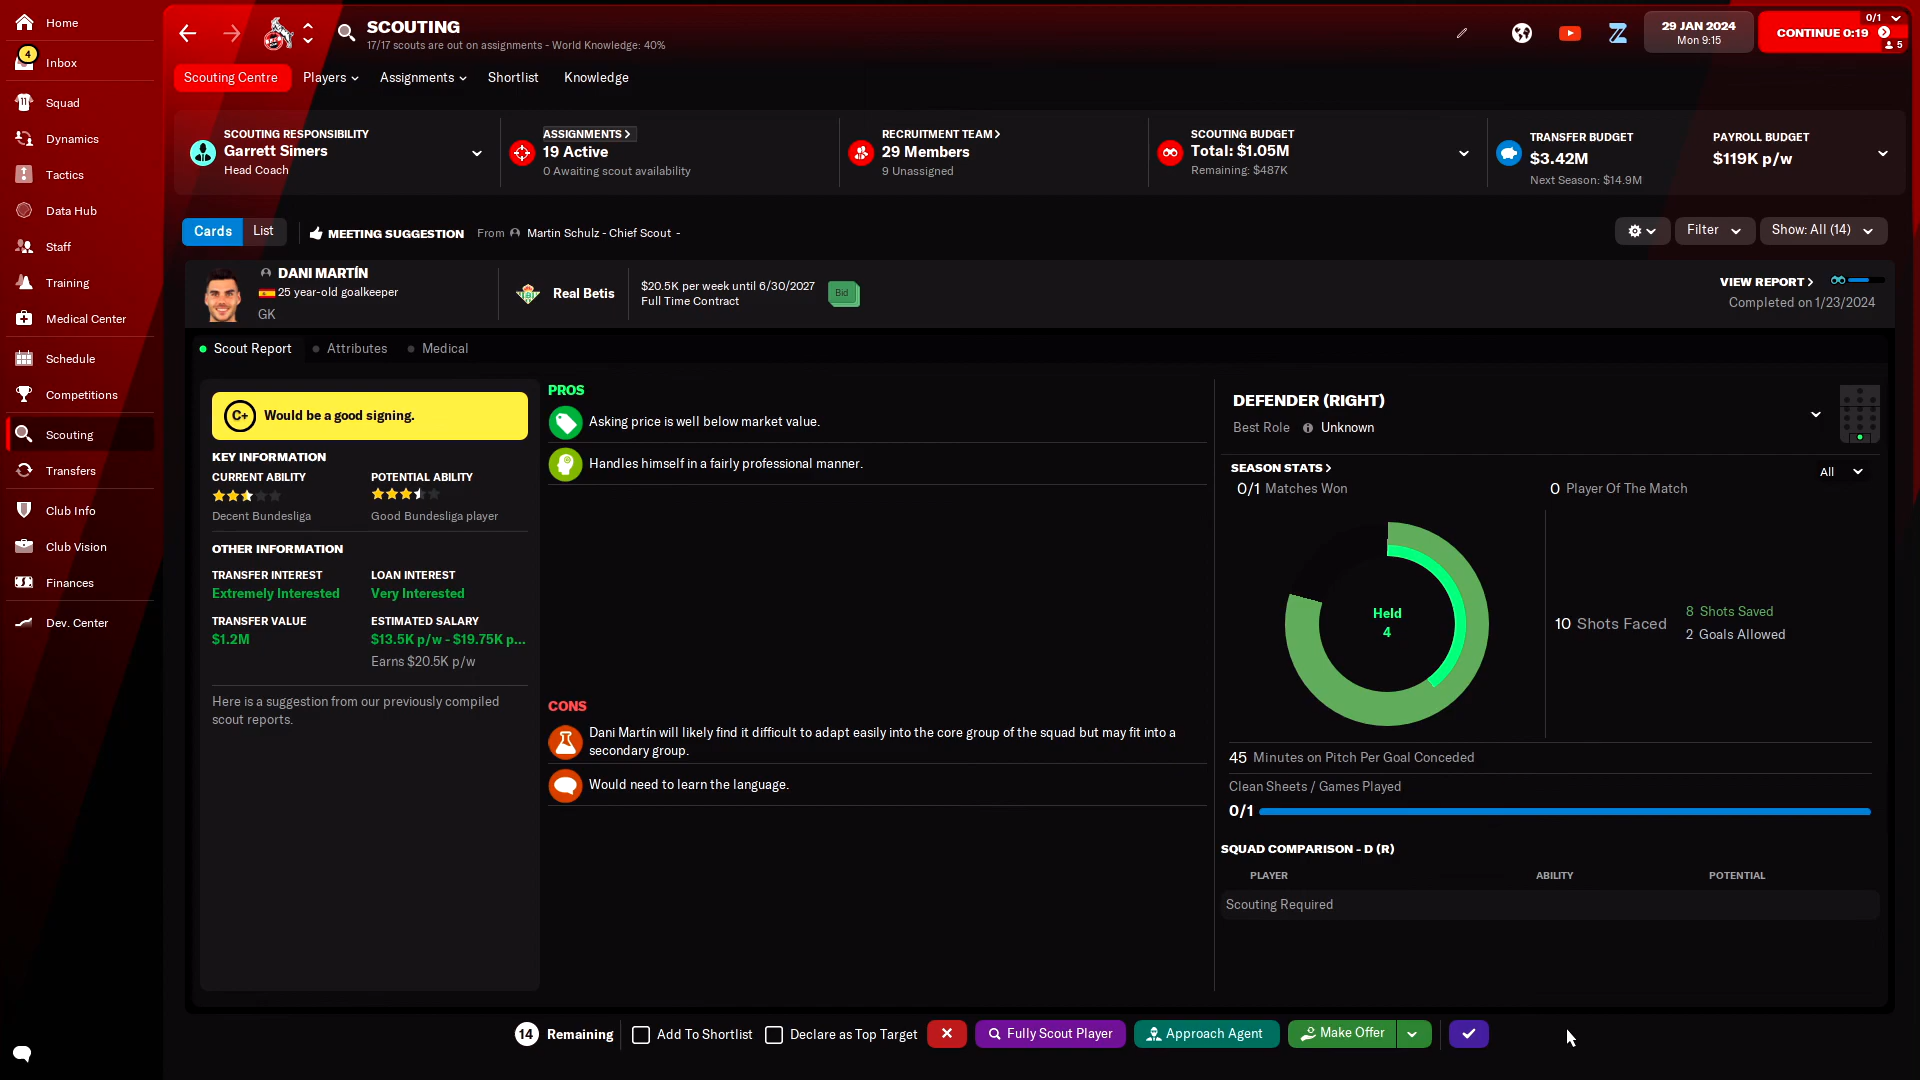 Home
4
Inbox
Squad
Dynamics
Tactics
Data Hub
Staff
Training
Medical Center
Schedule
Competitions
Scouting
Transfers
Club Info
Club Vision
Finances
Dev. Center
SCOUTING
17/17 scouts are out on assignments - World Knowledge: 40%
29 JAN 2024
Mon 9:15
CONTINUE 0:19
0/1
5
Scouting Centre
Players
Assignments
Shortlist
Knowledge
SCOUTING RESPONSIBILITY
Garrett Simers
Head Coach
ASSIGNMENTS >
19 Active
0 Awaiting scout availability
RECRUITMENT TEAM >
29 Members
9 Unassigned
SCOUTING BUDGET
Total: $1.05M
Remaining: $487K
TRANSFER BUDGET
$3.42M
Next Season: $14.9M
PAYROLL BUDGET
$119K p/w
Cards
List
MEETING SUGGESTION From Martin Schulz - Chief Scout -
Filter
Show: All (14)
DANI MARTÍN
25 year-old goalkeeper
GK
Real Betis
$20.5K per week until 6/30/2027
Full Time Contract
Bid
VIEW REPORT >
Completed on 1/23/2024
Scout Report
Attributes
Medical
C+ Would be a good signing.
KEY INFORMATION
CURRENT ABILITY
Decent Bundesliga
POTENTIAL ABILITY
Good Bundesliga player
OTHER INFORMATION
TRANSFER INTEREST
Extremely Interested
LOAN INTEREST
Very Interested
TRANSFER VALUE
$1.2M
ESTIMATED SALARY
$13.5K p/w - $19.75K p...
Earns $20.5K p/w
Here is a suggestion from our previously compiled
scout reports.
PROS
Asking price is well below market value.
Handles himself in a fairly professional manner.
CONS
Dani Martín will likely find it difficult to adapt easily into the core group of the squad but may fit into a
secondary group.
Would need to learn the language.
DEFENDER (RIGHT)
Best Role Unknown
SEASON STATS >
All
0/1 Matches Won
0 Player Of The Match
Held
4
10 Shots Faced
8 Shots Saved
2 Goals Allowed
45 Minutes on Pitch Per Goal Conceded
Clean Sheets / Games Played
0/1
SQUAD COMPARISON - D (R)
PLAYER ABILITY POTENTIAL
Scouting Required
14 Remaining
Add To Shortlist
Declare as Top Target
Fully Scout Player
Approach Agent
Make Offer